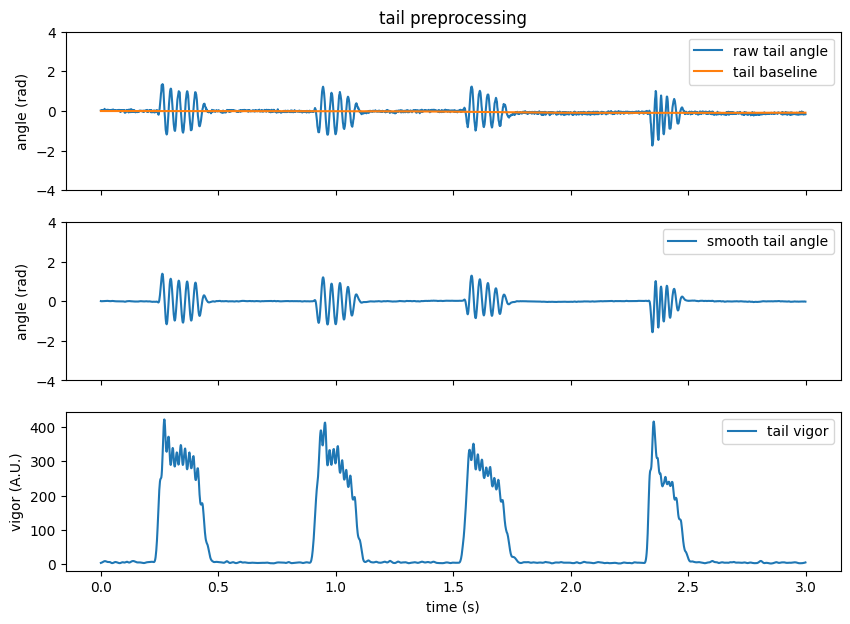 tail preprocessing
4
2
0
−2
−4
angle (rad)
raw tail angle
tail baseline
4
2
0
−2
−4
angle (rad)
smooth tail angle
400
300
200
100
0
vigor (A.U.)
tail vigor
0.0 0.5 1.0 1.5 2.0 2.5 3.0
time (s)